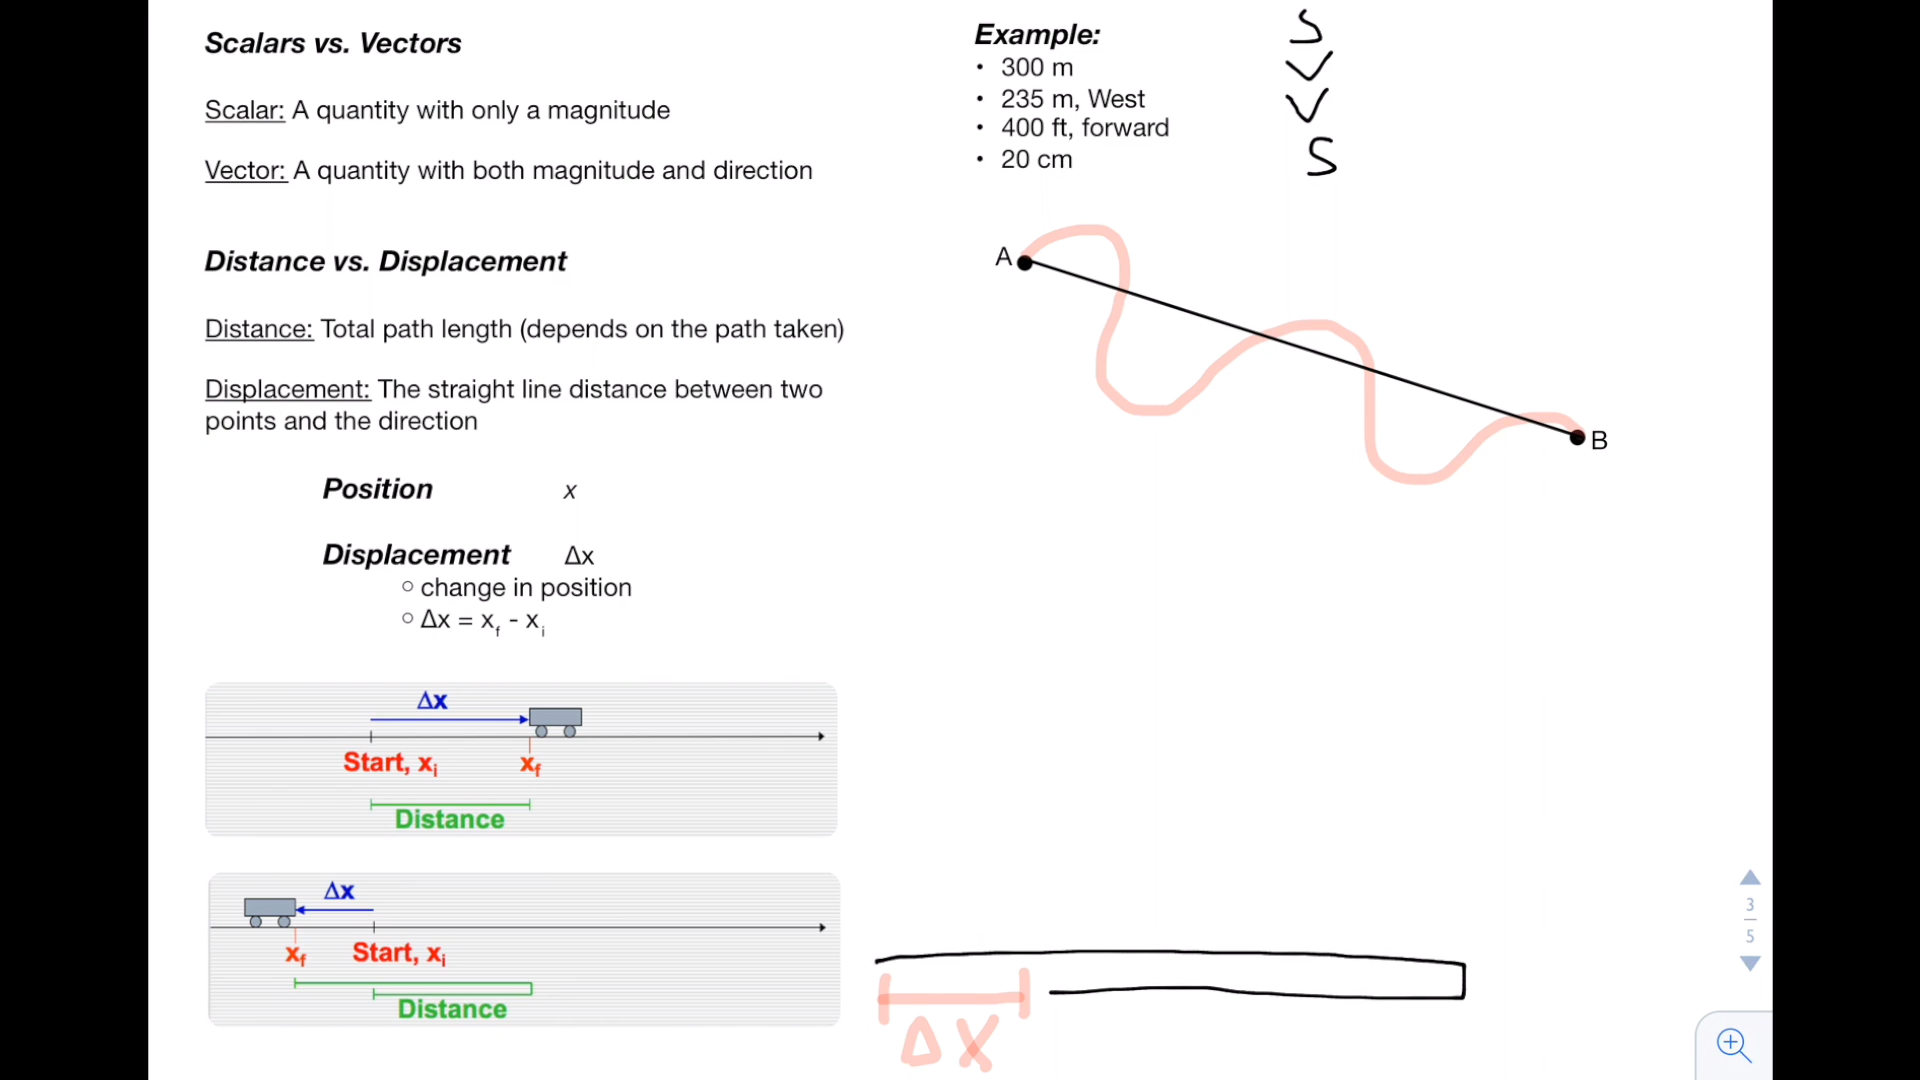 Scalars vs. Vectors
Scalar: A quantity with only a magnitude
Vector: A quantity with both magnitude and direction
Distance vs. Displacement
Distance: Total path length (depends on the path taken)
Displacement: The straight line distance between two
points and the direction
Position x
Displacement Δx
○ change in position
○ Δx = xf - xi
Δx
Start, xi
xf
Distance
Δx
xf
Start, xi
Distance
Example:
• 300 m
• 235 m, West
• 400 ft, forward
• 20 cm
S
V
V
S
A
B
ΔX
3
5